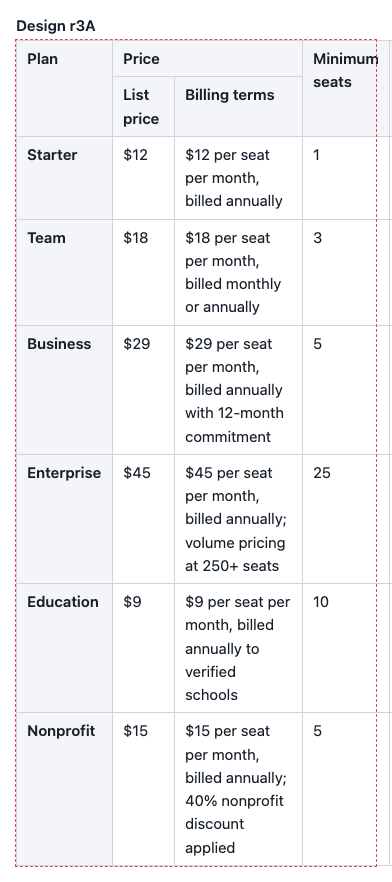 Design r3A
Plan
Price
Minimum
seats
List
price
Billing terms
Starter
$12
$12 per seat
per month,
billed annually
1
Team
$18
$18 per seat
per month,
billed monthly
or annually
3
Business
$29
$29 per seat
per month,
billed annually
with 12-month
commitment
5
Enterprise
$45
$45 per seat
per month,
billed annually;
volume pricing
at 250+ seats
25
Education
$9
$9 per seat per
month, billed
annually to
verified
schools
10
Nonprofit
$15
$15 per seat
per month,
billed annually;
40% nonprofit
discount
applied
5